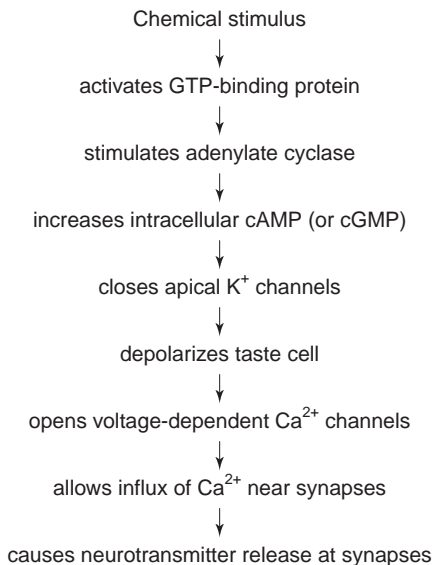 Chemical stimulus
activates GTP-binding protein
stimulates adenylate cyclase
increases intracellular cAMP (or cGMP)
closes apical K⁺ channels
depolarizes taste cell
opens voltage-dependent Ca²⁺ channels
allows influx of Ca²⁺ near synapses
causes neurotransmitter release at synapses